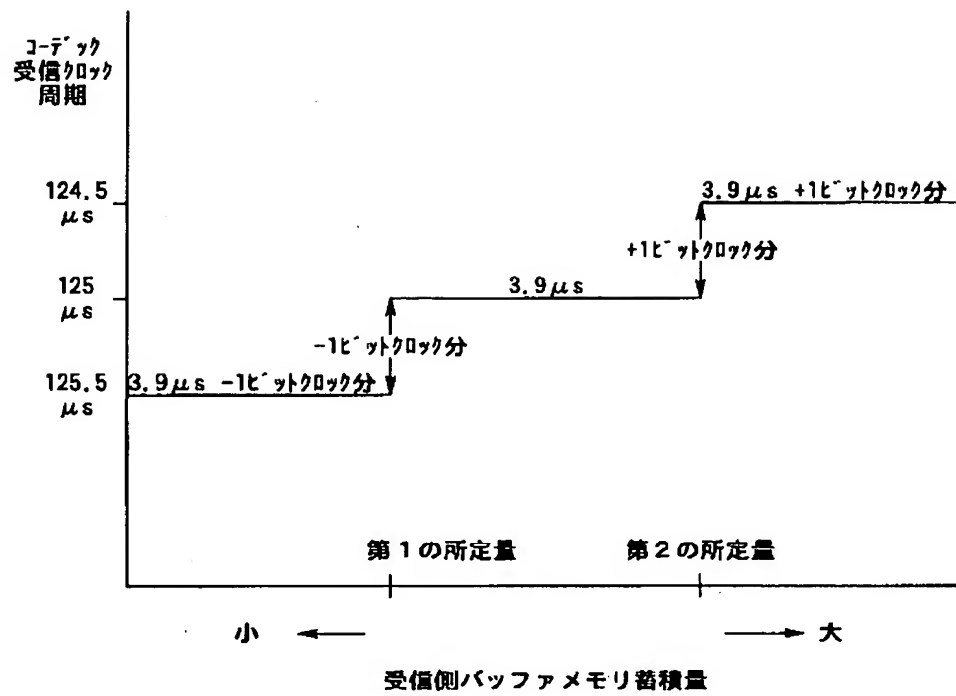 ｺｰﾃﾞｯｸ
受信ｸﾛｯｸ
周期
124.5
μs
3.9μs +1ﾋﾞｯﾄｸﾛｯｸ分
+1ﾋﾞｯﾄｸﾛｯｸ分
125
μs
3.9μs
-1ﾋﾞｯﾄｸﾛｯｸ分
125.5
μs
3.9μs -1ﾋﾞｯﾄｸﾛｯｸ分
第１の所定量
第２の所定量
小
大
受信側バッファメモリ蓄積量